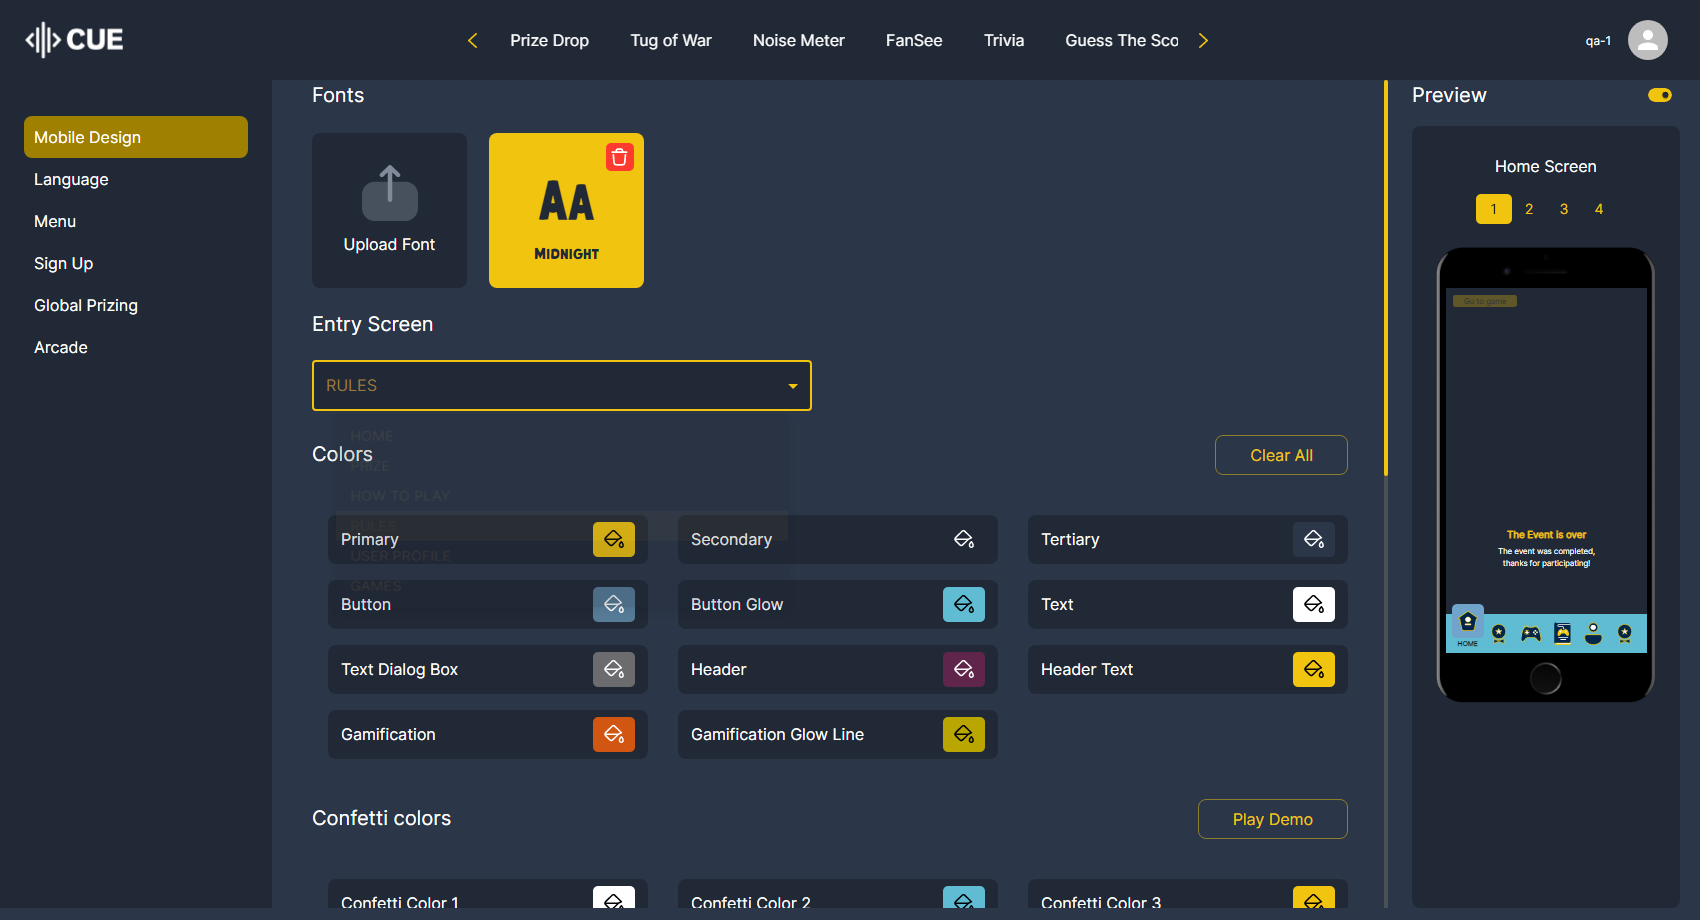 CUE
Prize Drop
Tug of War
Noise Meter
FanSee
Trivia
Guess The Sco
qa-1
Mobile Design
Language
Menu
Sign Up
Global Prizing
Arcade
Fonts
Upload Font
AA
MIDNIGHT
Entry Screen
RULES
HOME
PRIZE
HOW TO PLAY
RULES
USER PROFILE
GAMES
Colors
Clear All
Primary
Secondary
Tertiary
Button
Button Glow
Text
Text Dialog Box
Header
Header Text
Gamification
Gamification Glow Line
Confetti colors
Play Demo
Confetti Color 1
Confetti Color 2
Confetti Color 3
Preview
Home Screen
1 2 3 4
Go to game
The Event is over
The event was completed,
thanks for participating!
HOME